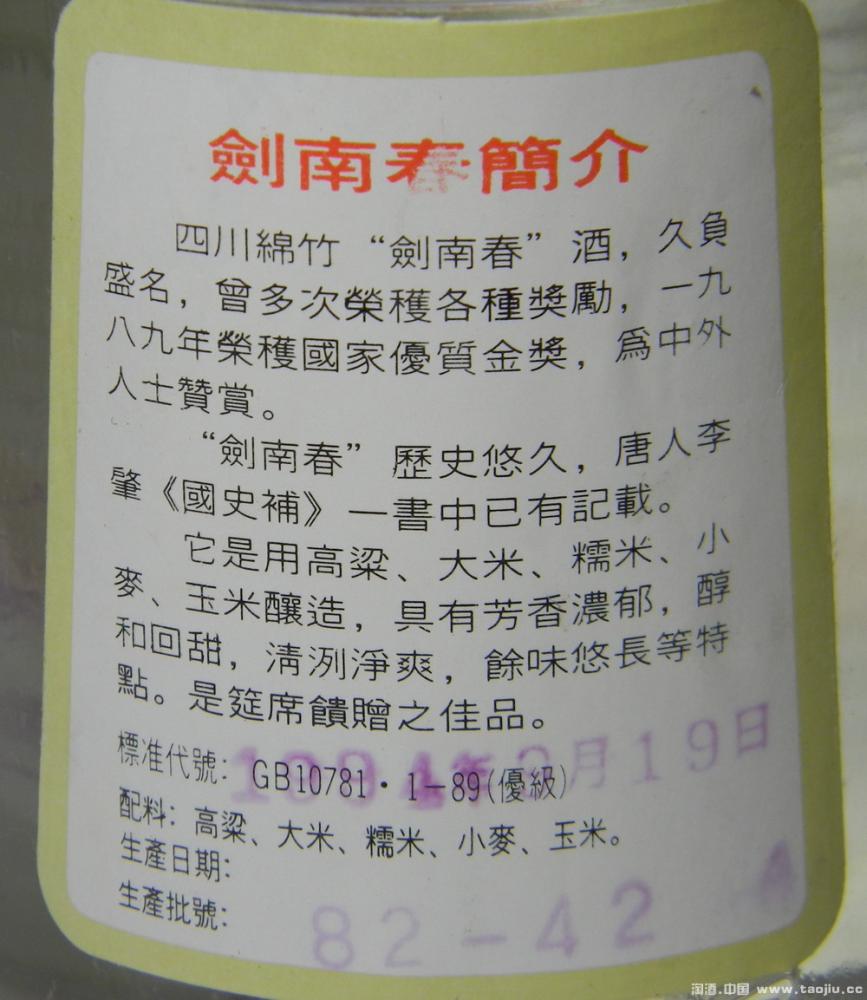 劍南春簡介
四川綿竹“劍南春”酒，久負
盛名，曾多次榮穫各種獎勵，一九
八九年榮穫國家優質金獎，爲中外
人士贊賞。
“劍南春”歷史悠久，唐人李
肇《國史補》一書中已有記載。
它是用高粱、大米、糯米、小
麥、玉米釀造，具有芳香濃郁，醇
和回甜，清洌淨爽，餘味悠長等特
點。是筵席饋贈之佳品。
標准代號：GB10781·1-89(優級)
月19日
配料：高粱、大米、糯米、小麥、玉米。
生產日期：
生產批號：
82-42
淘酒.中国 www.taojiu.cc